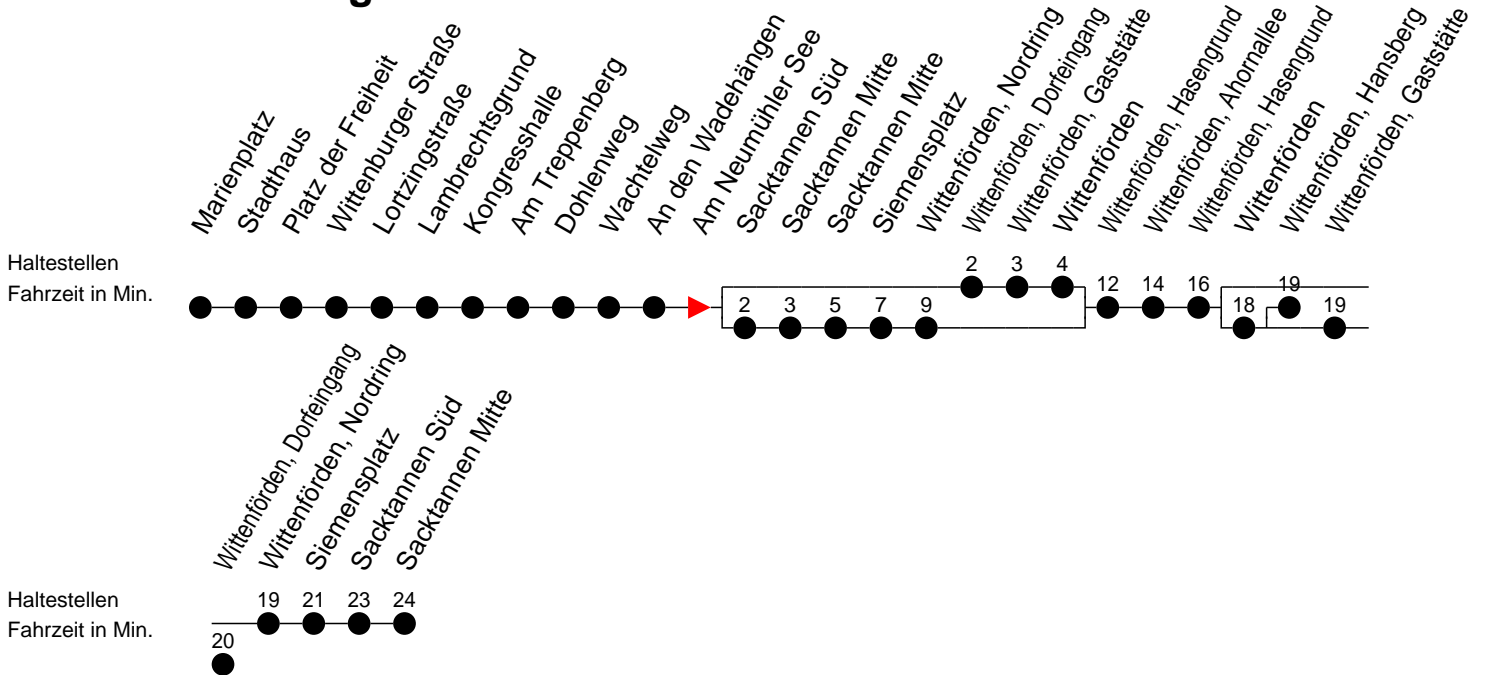 Marienplatz
Stadthaus
Platz der Freiheit
Wittenburger Straße
Lortzingstraße
Lambrechtsgrund
Kongresshalle
Am Treppenberg
Dohlenweg
Wachtelweg
An den Wadehängen
Am Neumühler See
Sacktannen Süd
Sacktannen Mitte
Sacktannen Mitte
Siemensplatz
Wittenförden, Nordring
Wittenförden, Dorfeingang
Wittenförden, Gaststätte
Wittenförden
Wittenförden, Hasengrund
Wittenförden, Ahornallee
Wittenförden, Hasengrund
Wittenförden
Wittenförden, Hansberg
Wittenförden, Gaststätte
Haltestellen
Fahrzeit in Min.
2 3 4
12 14 16 19
2 3 5 7 9 18 19
Wittenförden, Dorfeingang
Wittenförden, Nordring
Siemensplatz
Sacktannen Süd
Sacktannen Mitte
Haltestellen
19 21 23 24
Fahrzeit in Min.
20